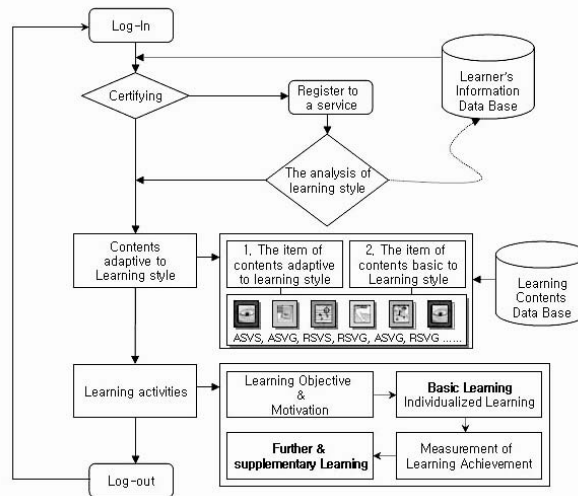 Log-In
Certifying
Register to
a service
Learner's
Information
Data Base
The analysis of
learning style
Contents
adaptive to
Learning style
1, The item of
contents adaptive
to learning style
2, The item of
contents basic to
Learning style
ASVS, ASVG, RSVS, RSVG, ASVG, RSVG ......
Learning
Contents
Data Base
Learning activities
Learning Objective
&
Motivation
Basic Learning
Individualized Learning
Further &
supplementary Learning
Measurement of
Learning Achievement
Log-out